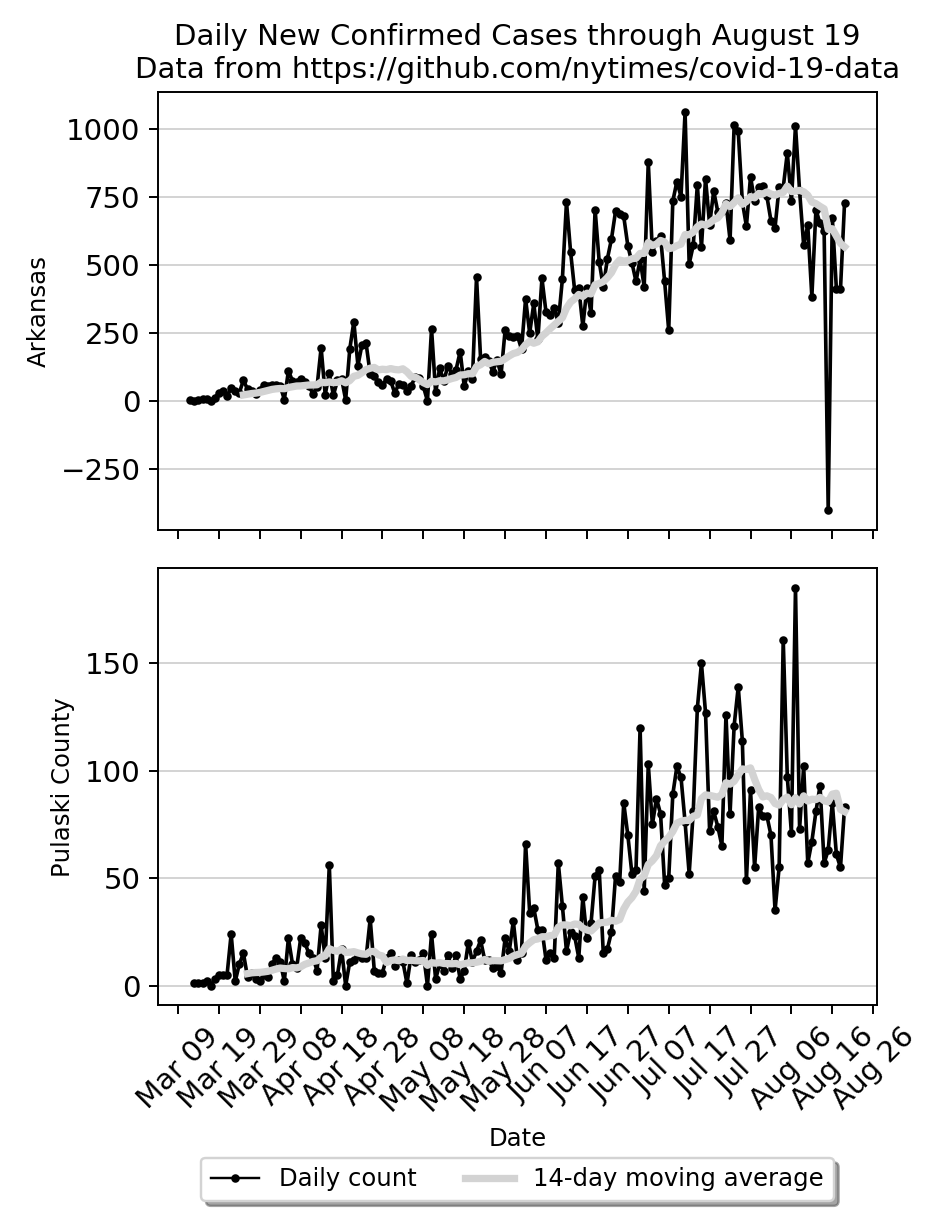 Daily New Confirmed Cases through August 19
Data from https://github.com/nytimes/covid-19-data
1000
750
500
250
0
−250
Arkansas
150
100
50
0
Pulaski County
Mar 09
Mar 19
Mar 29
Apr 08
Apr 18
Apr 28
May 08
May 18
May 28
Jun 07
Jun 17
Jun 27
Jul 07
Jul 17
Jul 27
Aug 06
Aug 16
Aug 26
Date
Daily count
14-day moving average